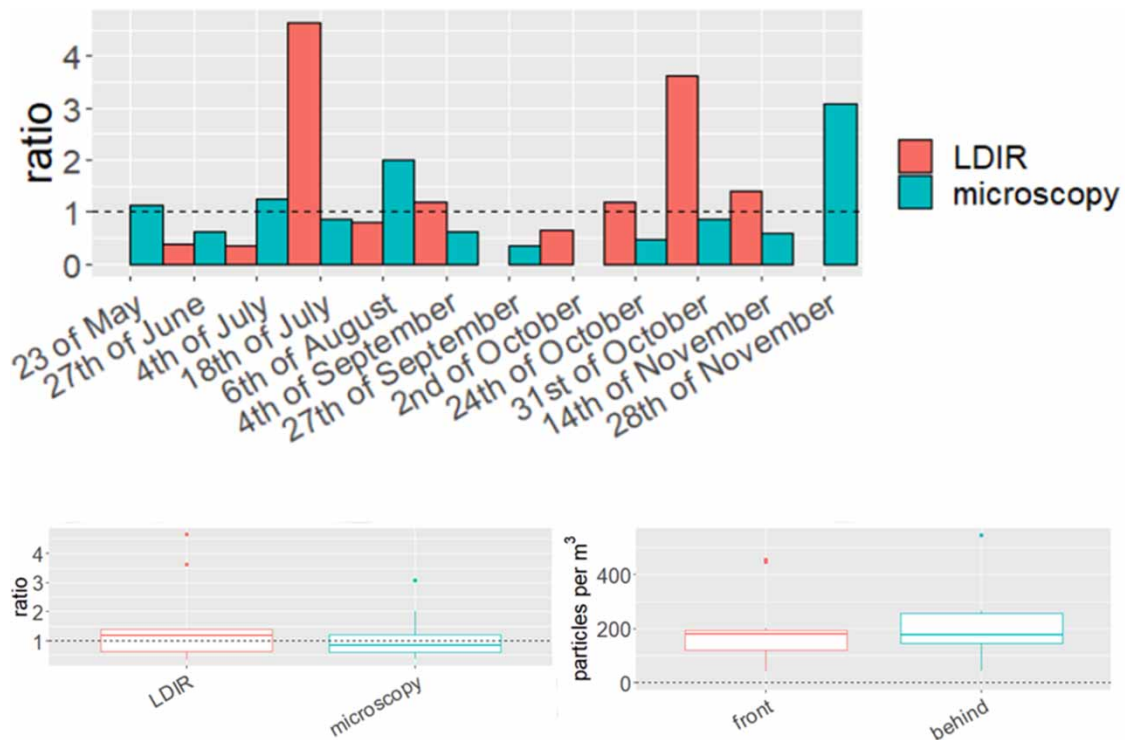 4
3
2
1
0
ratio
LDIR
microscopy
23 of May
27th of June
4th of July
18th of July
6th of August
4th of September
27th of September
2nd of October
24th of October
31st of October
14th of November
28th of November
4
3
2
1
ratio
LDIR
microscopy
particles per m³
400
200
0
front
behind